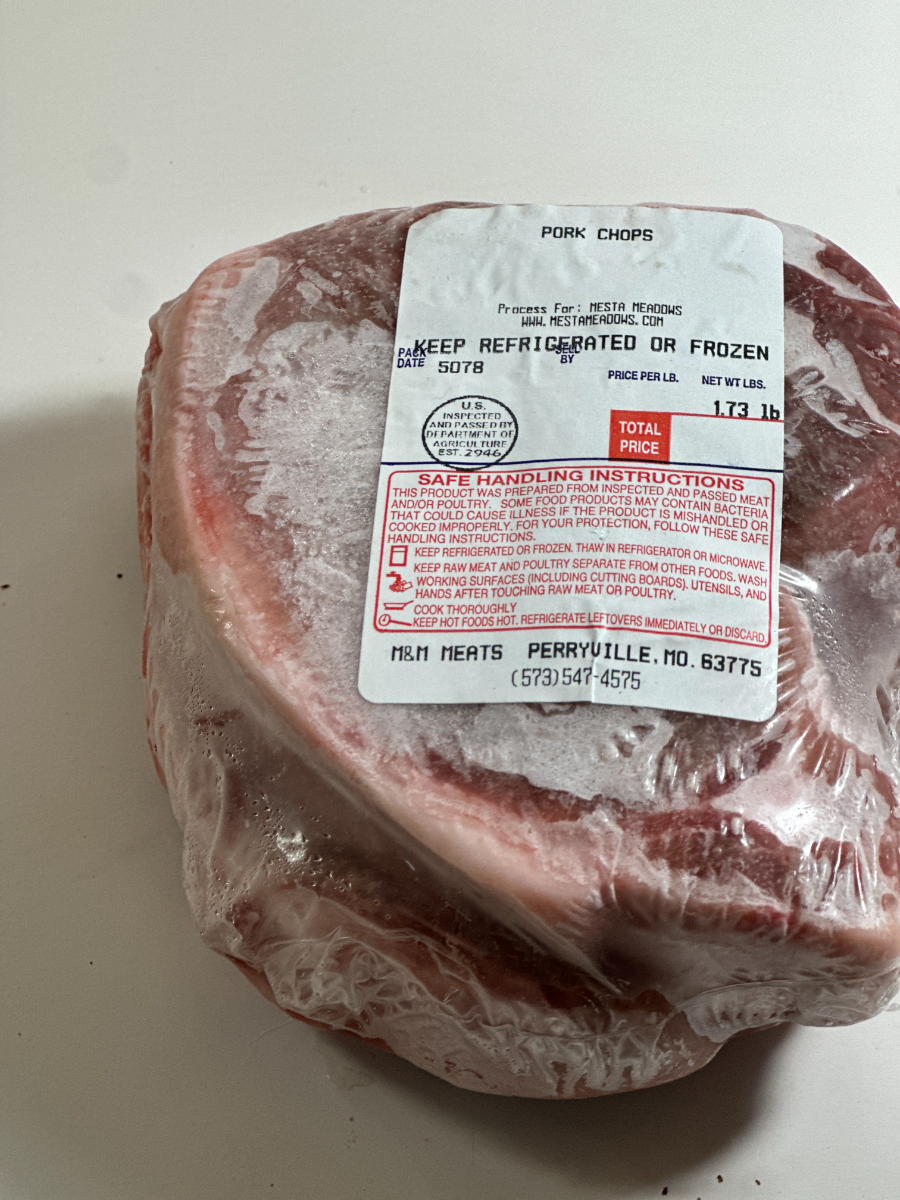 PORK CHOPS
Process For: MESTA MEADOWS
WWW.MESTAMEADOWS.COM
KEEP REFRIGERATED OR FROZEN
PACK DATE
SELL BY
5078
PRICE PER LB.
NET WT LBS.
1.73 lb
TOTAL PRICE
U.S.
INSPECTED
AND PASSED BY
DEPARTMENT OF
AGRICULTURE
EST. 2946
SAFE HANDLING INSTRUCTIONS
THIS PRODUCT WAS PREPARED FROM INSPECTED AND PASSED MEAT
AND/OR POULTRY. SOME FOOD PRODUCTS MAY CONTAIN BACTERIA
THAT COULD CAUSE ILLNESS IF THE PRODUCT IS MISHANDLED OR
COOKED IMPROPERLY. FOR YOUR PROTECTION, FOLLOW THESE SAFE
HANDLING INSTRUCTIONS.
KEEP REFRIGERATED OR FROZEN. THAW IN REFRIGERATOR OR MICROWAVE.
KEEP RAW MEAT AND POULTRY SEPARATE FROM OTHER FOODS. WASH
WORKING SURFACES (INCLUDING CUTTING BOARDS), UTENSILS, AND
HANDS AFTER TOUCHING RAW MEAT OR POULTRY.
COOK THOROUGHLY
KEEP HOT FOODS HOT. REFRIGERATE LEFTOVERS IMMEDIATELY OR DISCARD.
M&M MEATS PERRYVILLE, MO. 63775
(573)547-4575